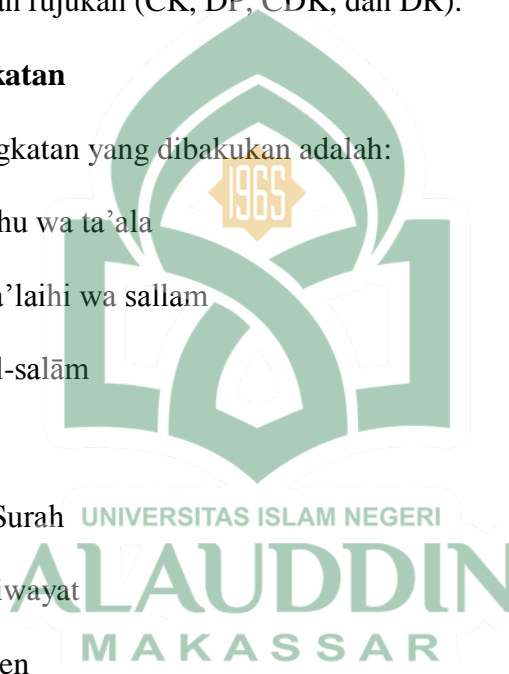 rujukan (CK, DP, CDK, dan DR).
katan
gkatan yang dibakukan adalah:
1965
hu wa ta'ala
a'laihi wa sallam
l-salām
Surah
UNIVERSITAS ISLAM NEGERI
ALAUDDIN
iwayat
MAKASSAR
en